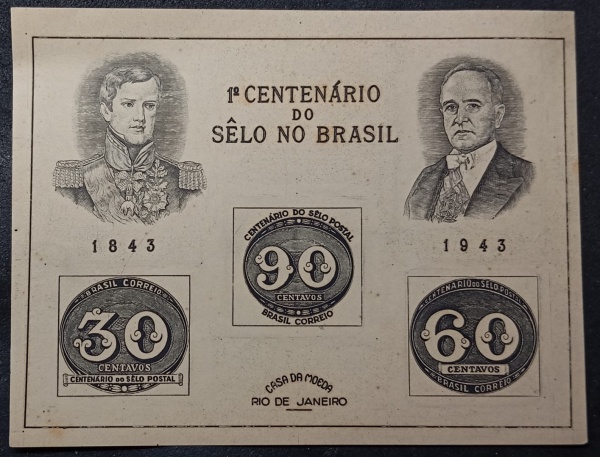 1º CENTENÁRIO
DO
SÊLO NO BRASIL
1843
1943
CENTENÁRIO DO SÊLO POSTAL
90
CENTAVOS
BRASIL CORREIO
BRASIL CORREIO
30
CENTAVOS
CENTENÁRIO DO SÊLO POSTAL
CENTENARIO DO SÊLO POSTAL
60
CENTAVOS
BRASIL CORREIO
CASA DA MOEDA
RIO DE JANEIRO